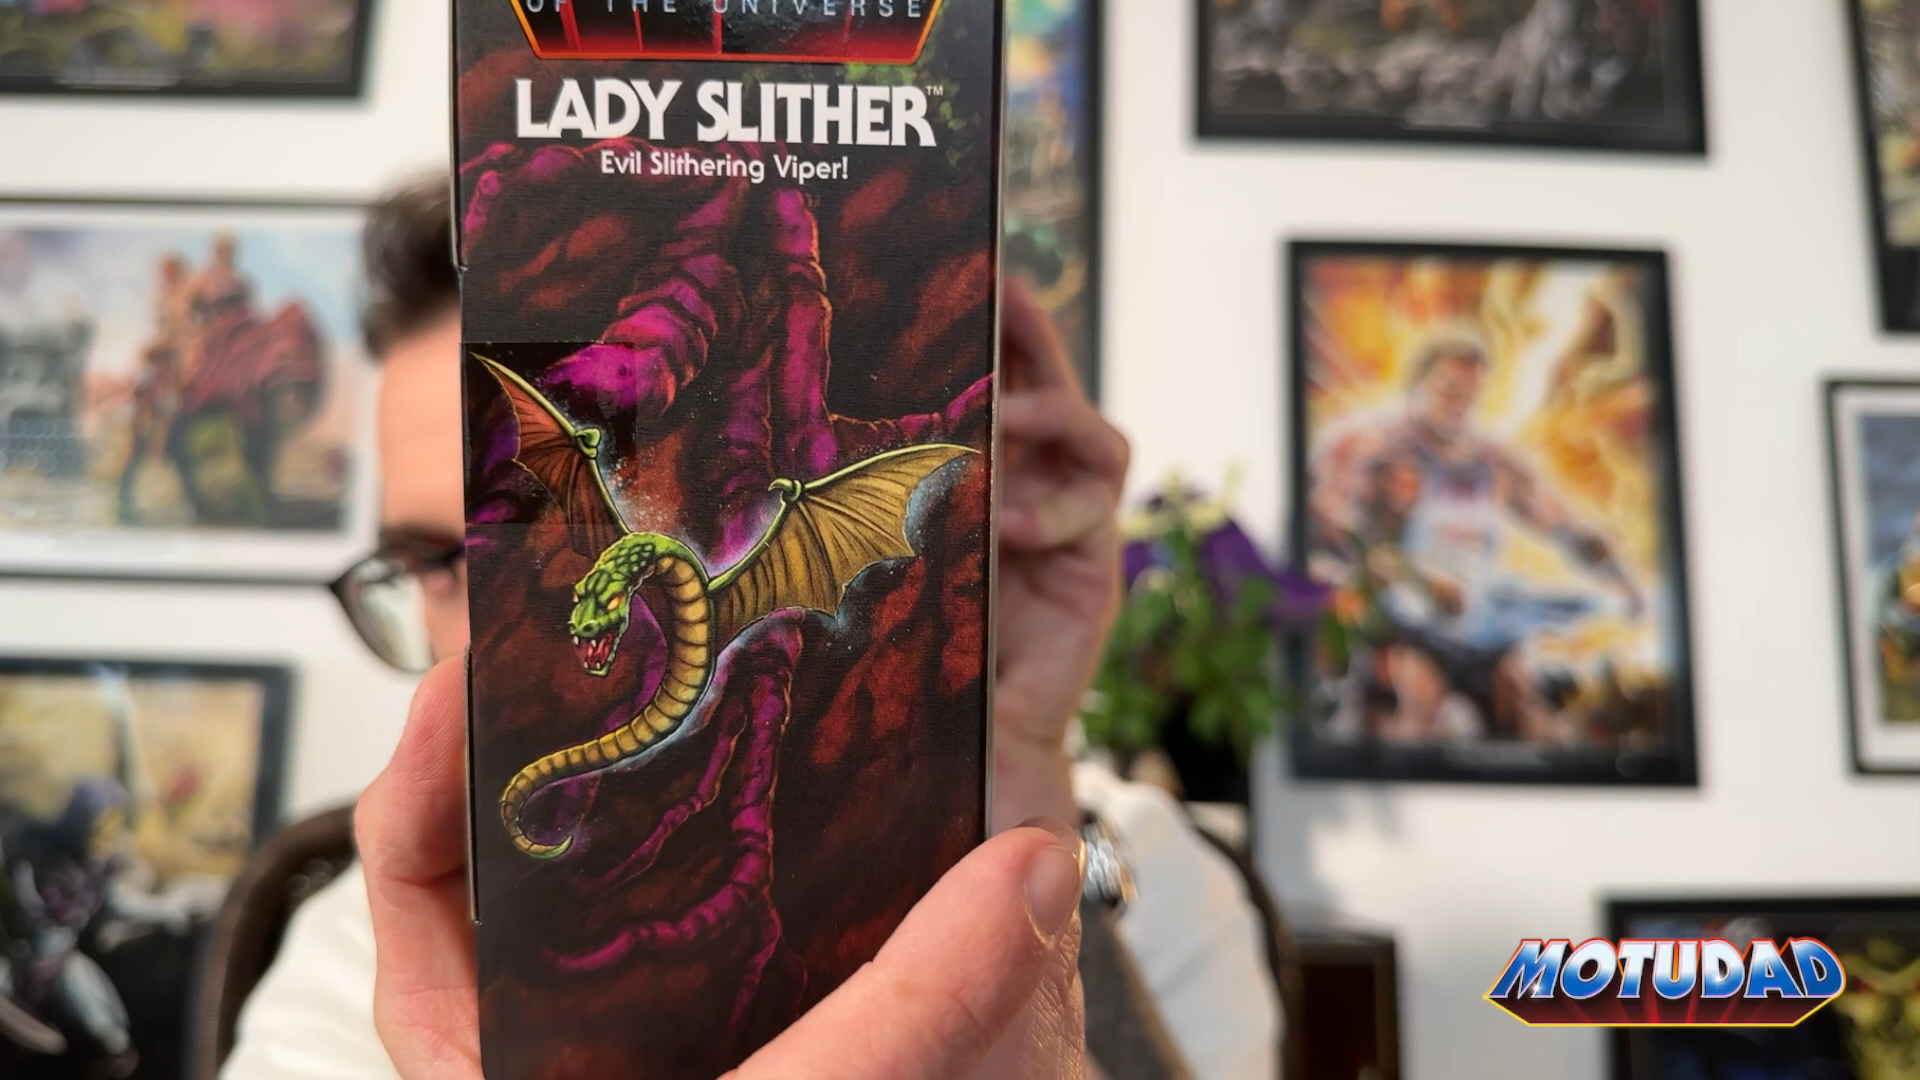 OF THE UNIVERSE
LADY SLITHER™
Evil Slithering Viper!
MOTUDAD